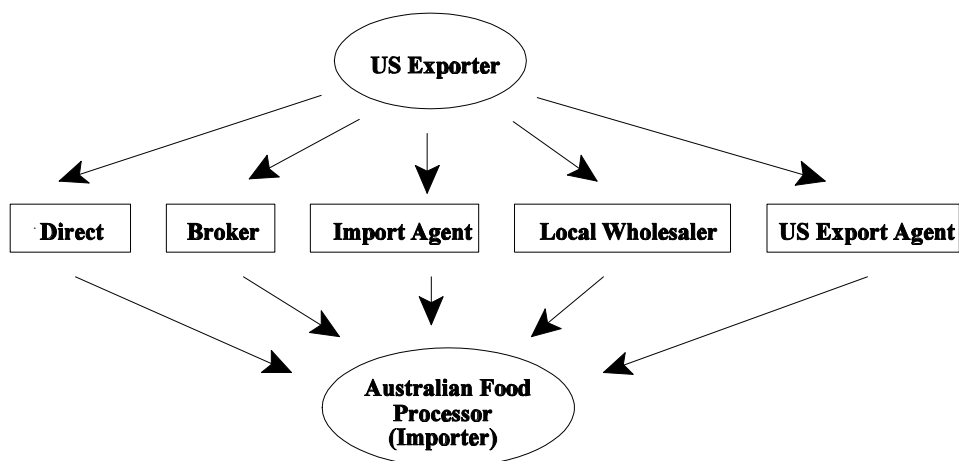 US Exporter
Direct
Broker
Import Agent
Local Wholesaler
US Export Agent
Australian Food
Processor
(Importer)